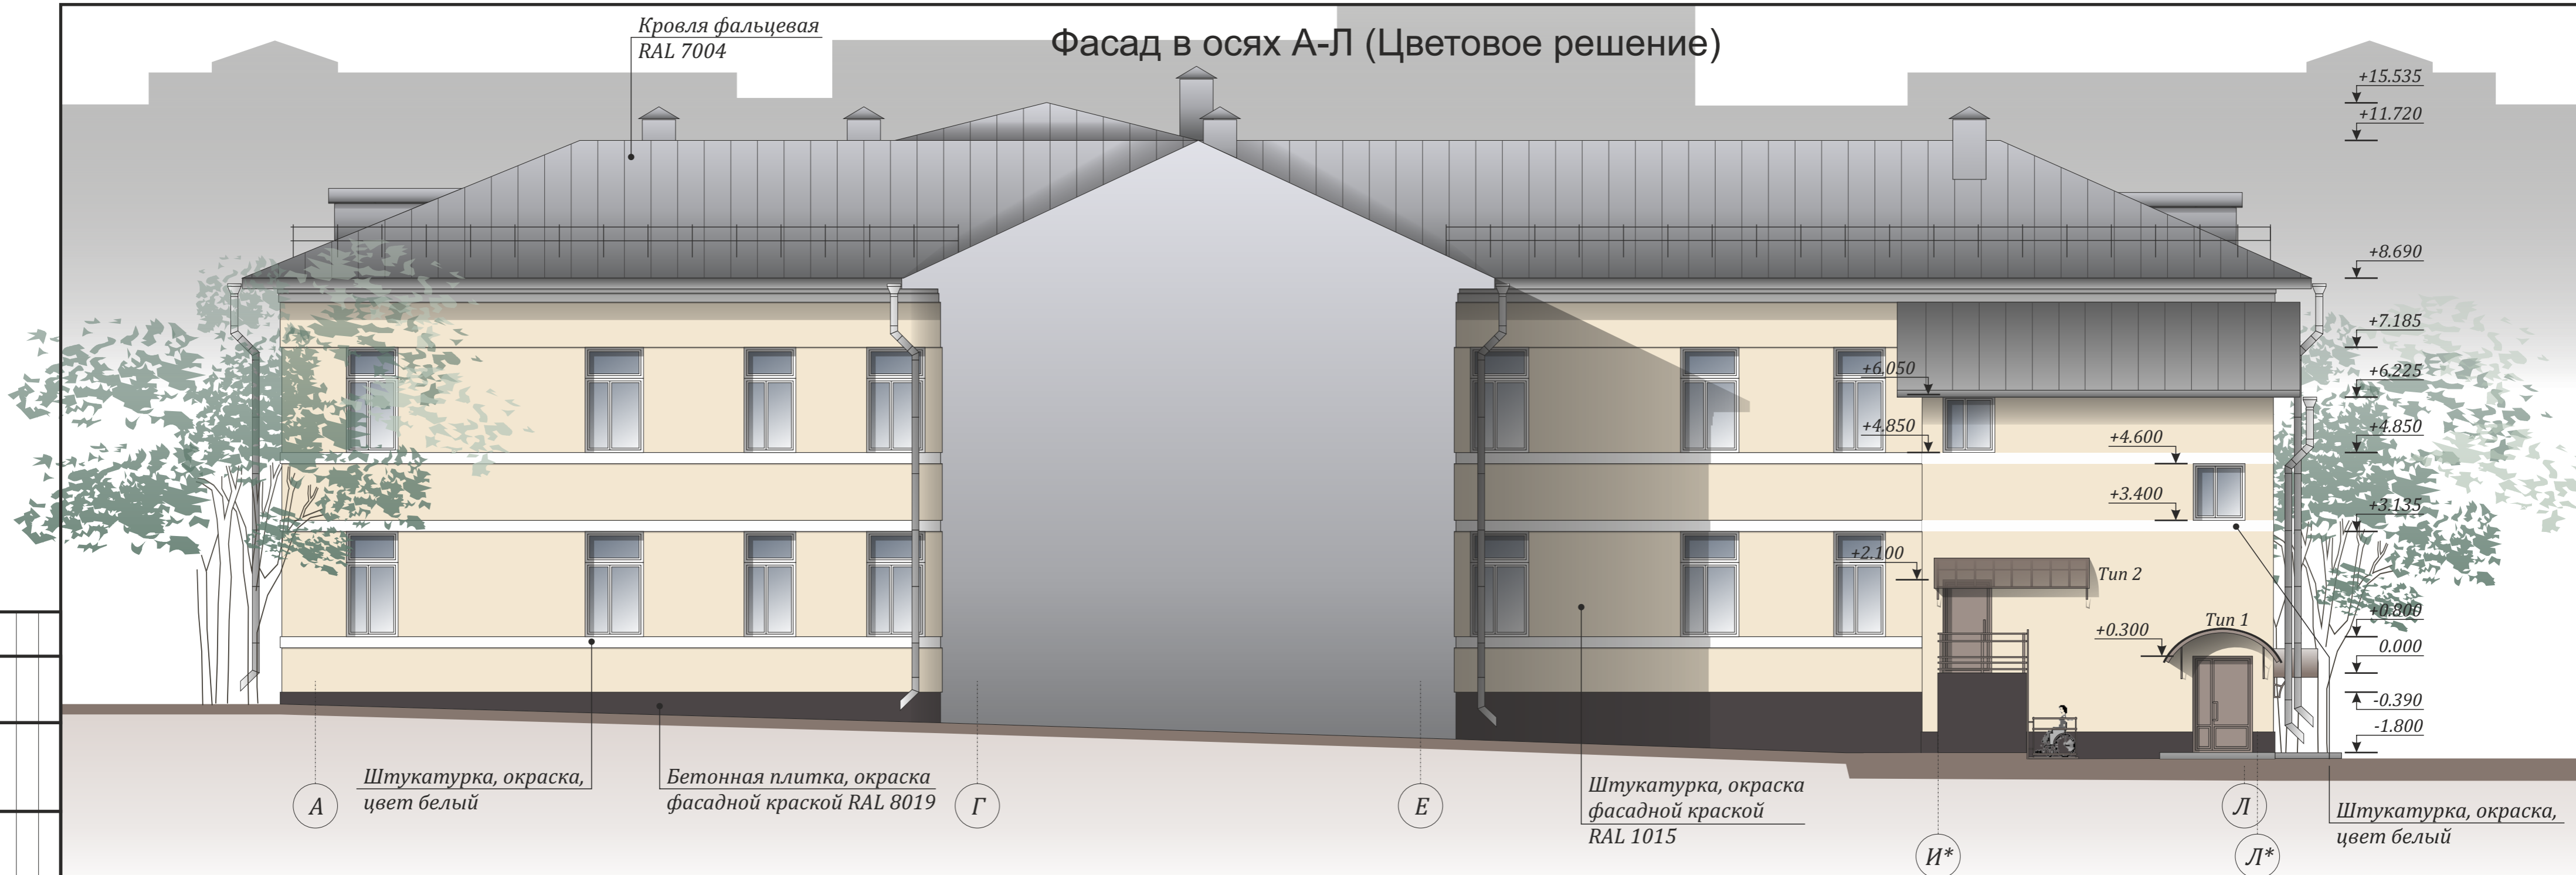 Фасад в осях А-Л (Цветовое решение)
Кровля фальцевая
RAL 7004
+15.535
+11.720
+8.690
+7.185
+6.225
+4.850
+3.135
+0.800
0.000
-0.390
-1.800
+6.050
+4.850
+4.600
+3.400
+2.100
Тип 2
Тип 1
+0.300
Штукатурка, окраска,
цвет белый
Бетонная плитка, окраска
фасадной краской RAL 8019
Штукатурка, окраска
фасадной краской
RAL 1015
Штукатурка, окраска,
цвет белый
А
Г
Е
И*
Л
Л*